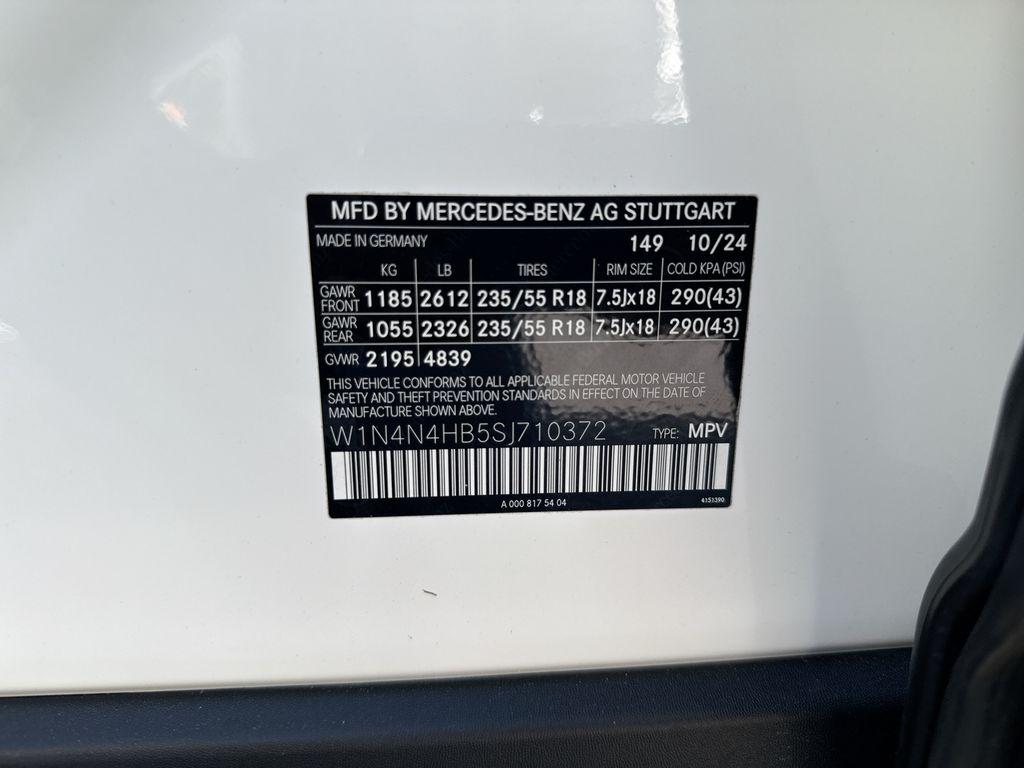 MFD BY MERCEDES-BENZ AG STUTTGART
MADE IN GERMANY 149 10/24
KG LB TIRES RIM SIZE COLD KPA (PSI)
GAWR FRONT 1185 2612 235/55 R18 7.5Jx18 290(43)
GAWR REAR 1055 2326 235/55 R18 7.5Jx18 290(43)
GVWR 2195 4839
THIS VEHICLE CONFORMS TO ALL APPLICABLE FEDERAL MOTOR VEHICLE
SAFETY AND THEFT PREVENTION STANDARDS IN EFFECT ON THE DATE OF
MANUFACTURE SHOWN ABOVE.
W1N4N4HB5SJ710372 TYPE: MPV
A 000 817 54 04 4151390